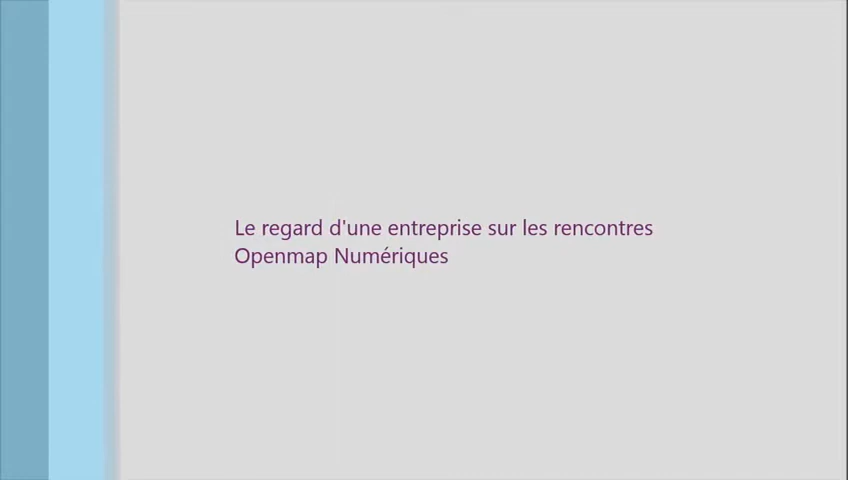 Le regard d'une entreprise sur les rencontres
Openmap Numériques